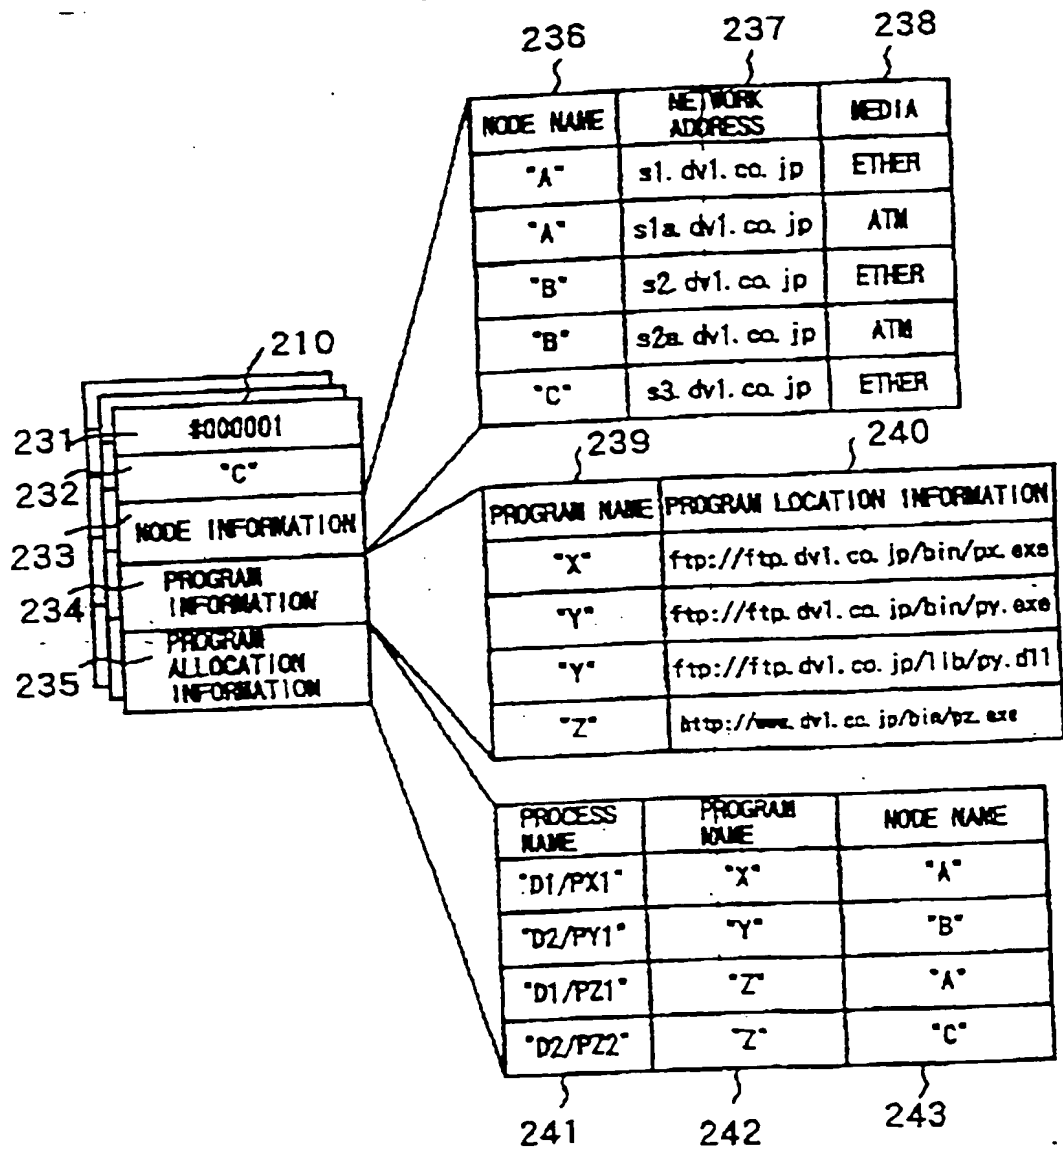 236 237 238
NODE NAME NETWORK ADDRESS MEDIA
"A" s1.dv1.co.jp ETHER
"A" s1a.dv1.co.jp ATM
"B" s2.dv1.co.jp ETHER
"B" s2a.dv1.co.jp ATM
"C" s3.dv1.co.jp ETHER
210
231 #000001
232 "C"
233 NODE INFORMATION
234 PROGRAM INFORMATION
235 PROGRAM ALLOCATION INFORMATION
239 240
PROGRAM NAME PROGRAM LOCATION INFORMATION
"X" ftp://ftp.dv1.co.jp/bin/px.exe
"Y" ftp://ftp.dv1.co.jp/bin/py.exe
"Y" ftp://ftp.dv1.co.jp/lib/py.dll
"Z" http://www.dv1.co.jp/bin/pz.exe
PROCESS NAME PROGRAM NAME NODE NAME
"D1/PX1" "X" "A"
"D2/PY1" "Y" "B"
"D1/PZ1" "Z" "A"
"D2/PZ2" "Z" "C"
241 242 243